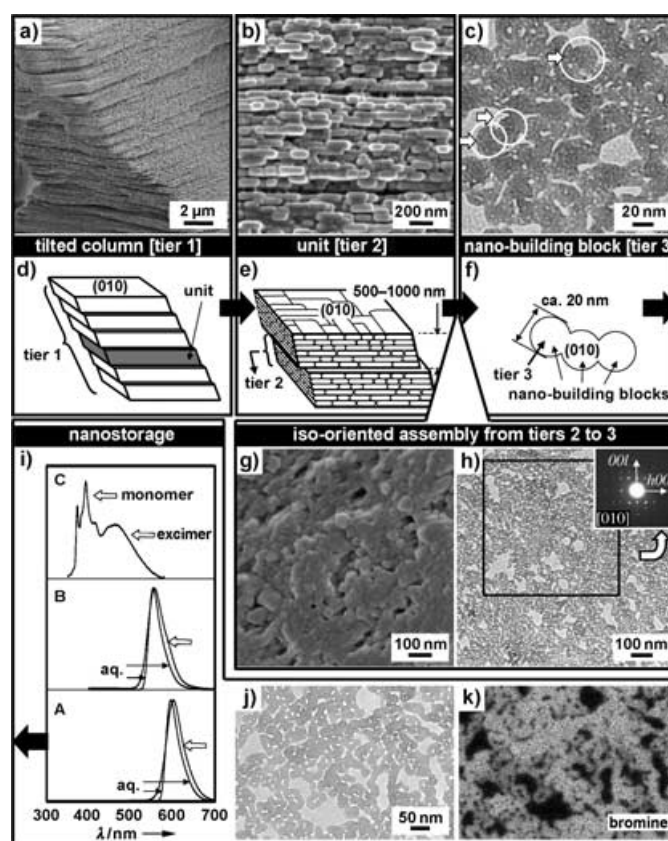 a)
2 µm
b)
200 nm
c)
20 nm
tilted column [tier 1]
unit [tier 2]
nano-building block [tier 3
d)
(010)
unit
tier 1
e)
500–1000 nm
(010)
tier 2
f)
ca. 20 nm
(010)
tier 3
nano-building blocks
nanostorage
iso-oriented assembly from tiers 2 to 3
i)
C
monomer
excimer
B
aq.
A
aq.
300 400 500 600 700
λ/nm
g)
100 nm
h)
001
h00
[010]
100 nm
j)
50 nm
k)
bromine